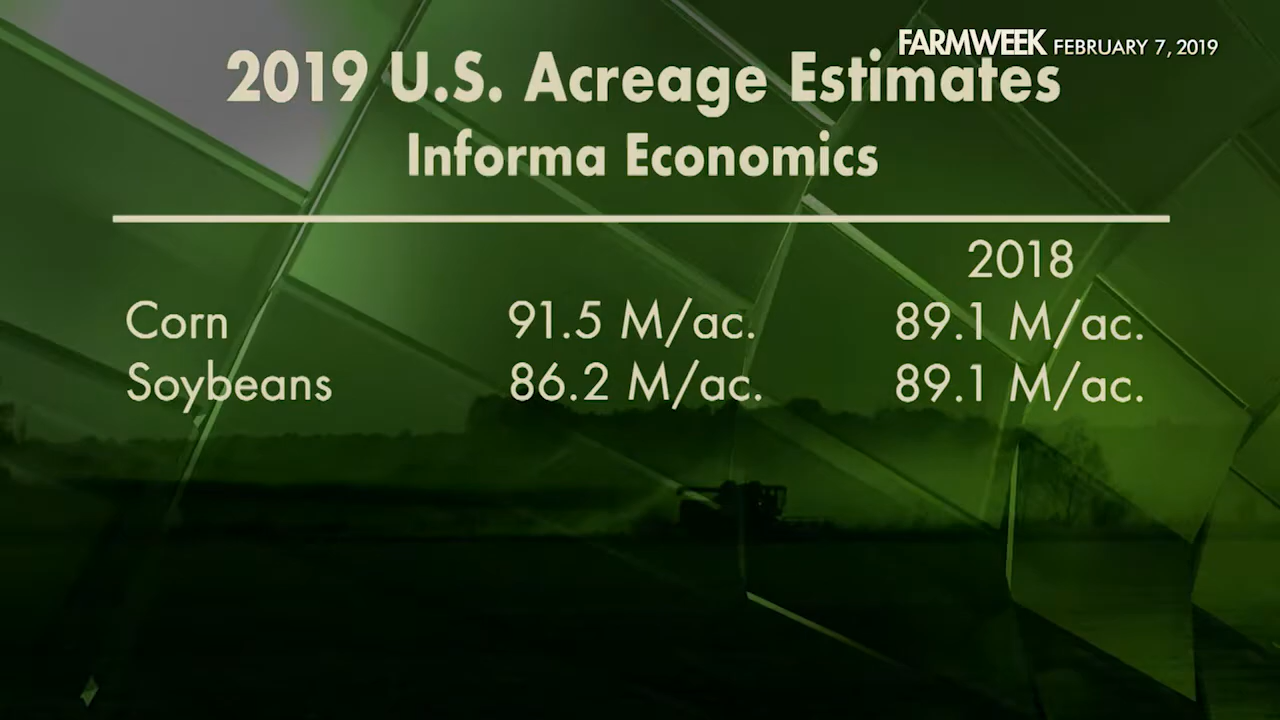 FARMWEEK FEBRUARY 7, 2019
2019 U.S. Acreage Estimates
Informa Economics
2018
Corn 91.5 M/ac. 89.1 M/ac.
Soybeans 86.2 M/ac. 89.1 M/ac.